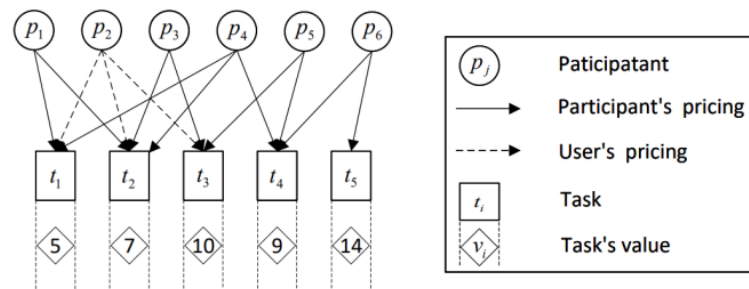 p1 p2 p3 p4 p5 p6
t1 t2 t3 t4 t5
5 7 10 9 14
pj Paticipatant
Participant's pricing
User's pricing
ti Task
vi Task's value